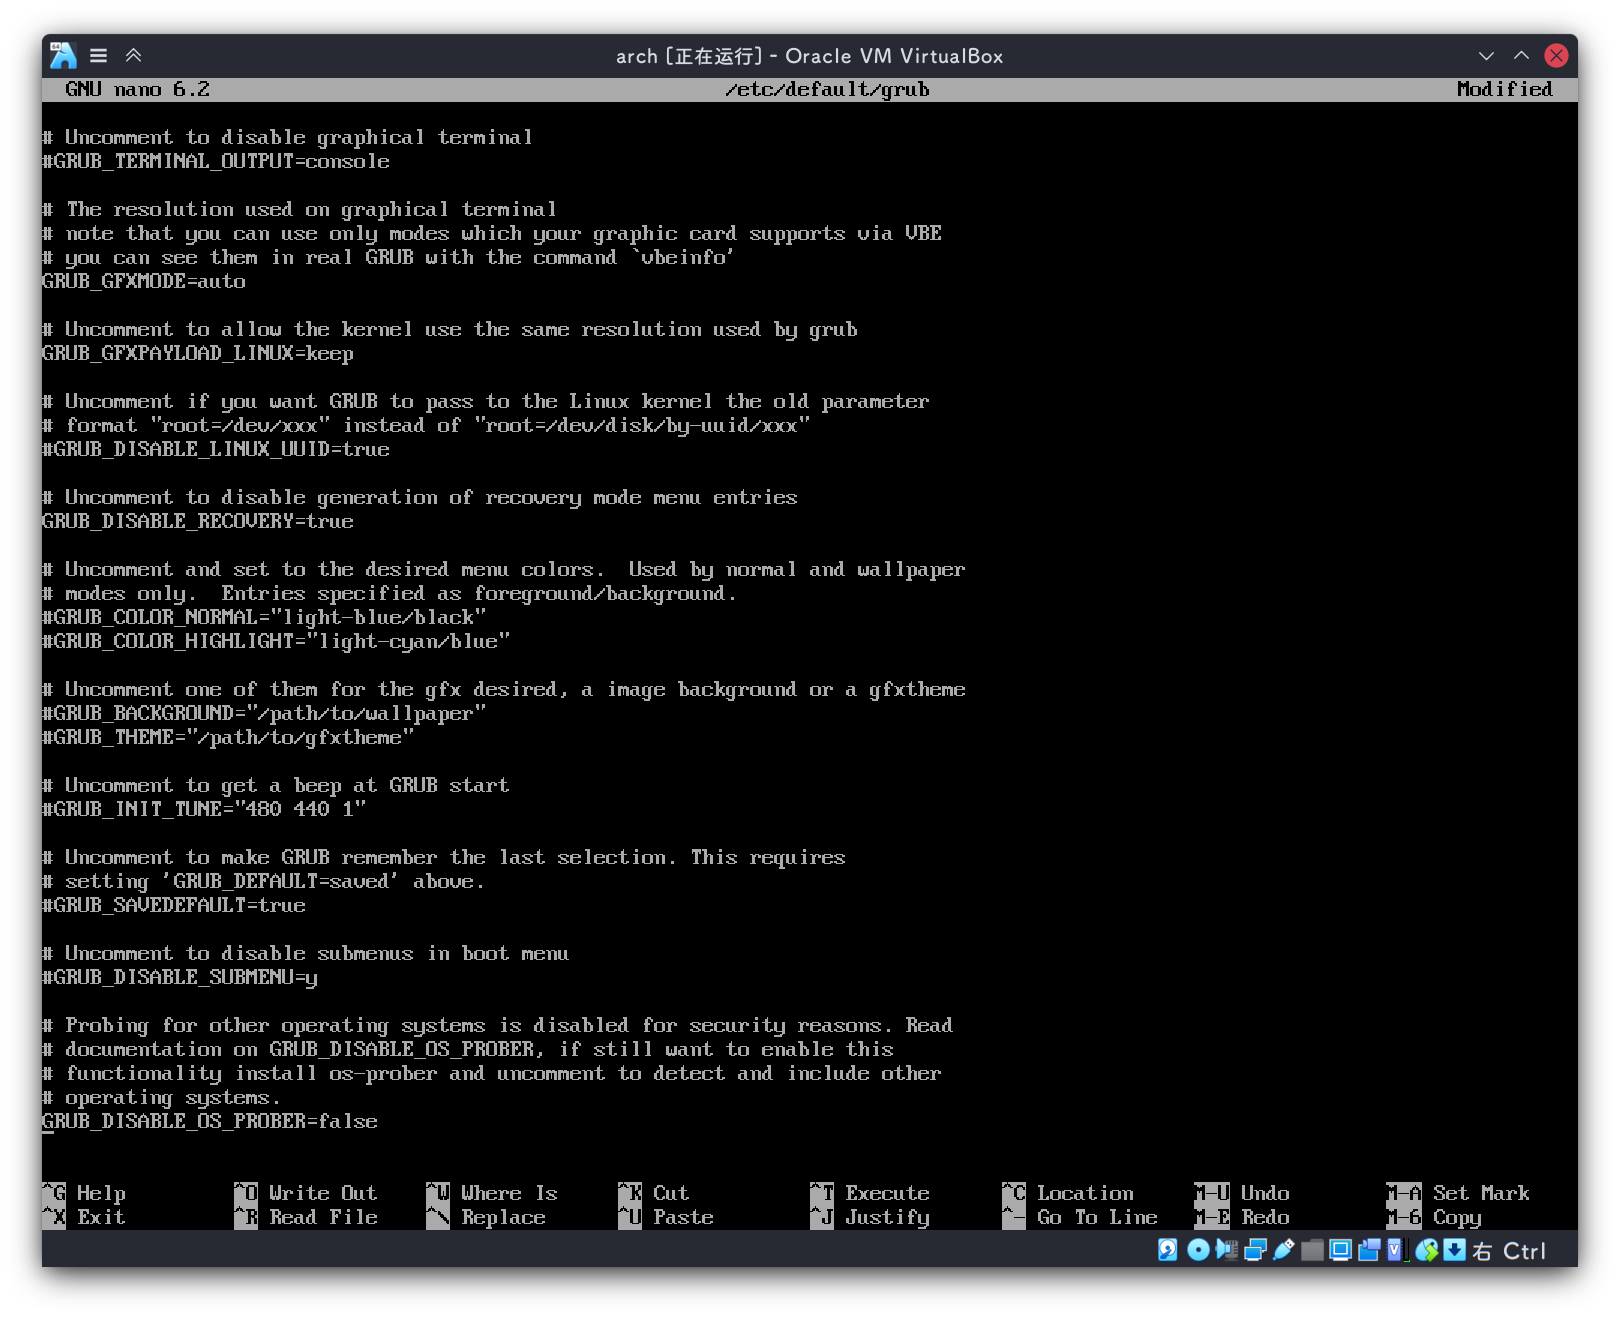 arch [正在运行] - Oracle VM VirtualBox
GNU nano 6.2 /etc/default/grub Modified
# Uncomment to disable graphical terminal
#GRUB_TERMINAL_OUTPUT=console
# The resolution used on graphical terminal
# note that you can use only modes which your graphic card supports via VBE
# you can see them in real GRUB with the command `vbeinfo'
GRUB_GFXMODE=auto
# Uncomment to allow the kernel use the same resolution used by grub
GRUB_GFXPAYLOAD_LINUX=keep
# Uncomment if you want GRUB to pass to the Linux kernel the old parameter
# format "root=/dev/xxx" instead of "root=/dev/disk/by-uuid/xxx"
#GRUB_DISABLE_LINUX_UUID=true
# Uncomment to disable generation of recovery mode menu entries
GRUB_DISABLE_RECOVERY=true
# Uncomment and set to the desired menu colors.  Used by normal and wallpaper
# modes only.  Entries specified as foreground/background.
#GRUB_COLOR_NORMAL="light-blue/black"
#GRUB_COLOR_HIGHLIGHT="light-cyan/blue"
# Uncomment one of them for the gfx desired, a image background or a gfxtheme
#GRUB_BACKGROUND="/path/to/wallpaper"
#GRUB_THEME="/path/to/gfxtheme"
# Uncomment to get a beep at GRUB start
#GRUB_INIT_TUNE="480 440 1"
# Uncomment to make GRUB remember the last selection. This requires
# setting 'GRUB_DEFAULT=saved' above.
#GRUB_SAVEDEFAULT=true
# Uncomment to disable submenus in boot menu
#GRUB_DISABLE_SUBMENU=y
# Probing for other operating systems is disabled for security reasons. Read
# documentation on GRUB_DISABLE_OS_PROBER, if still want to enable this
# functionality install os-prober and uncomment to detect and include other
# operating systems.
GRUB_DISABLE_OS_PROBER=false
^G Help ^O Write Out ^W Where Is ^K Cut ^T Execute ^C Location M-U Undo M-A Set Mark
^X Exit ^R Read File ^\ Replace ^U Paste ^J Justify ^- Go To Line M-E Redo M-6 Copy
右 Ctrl